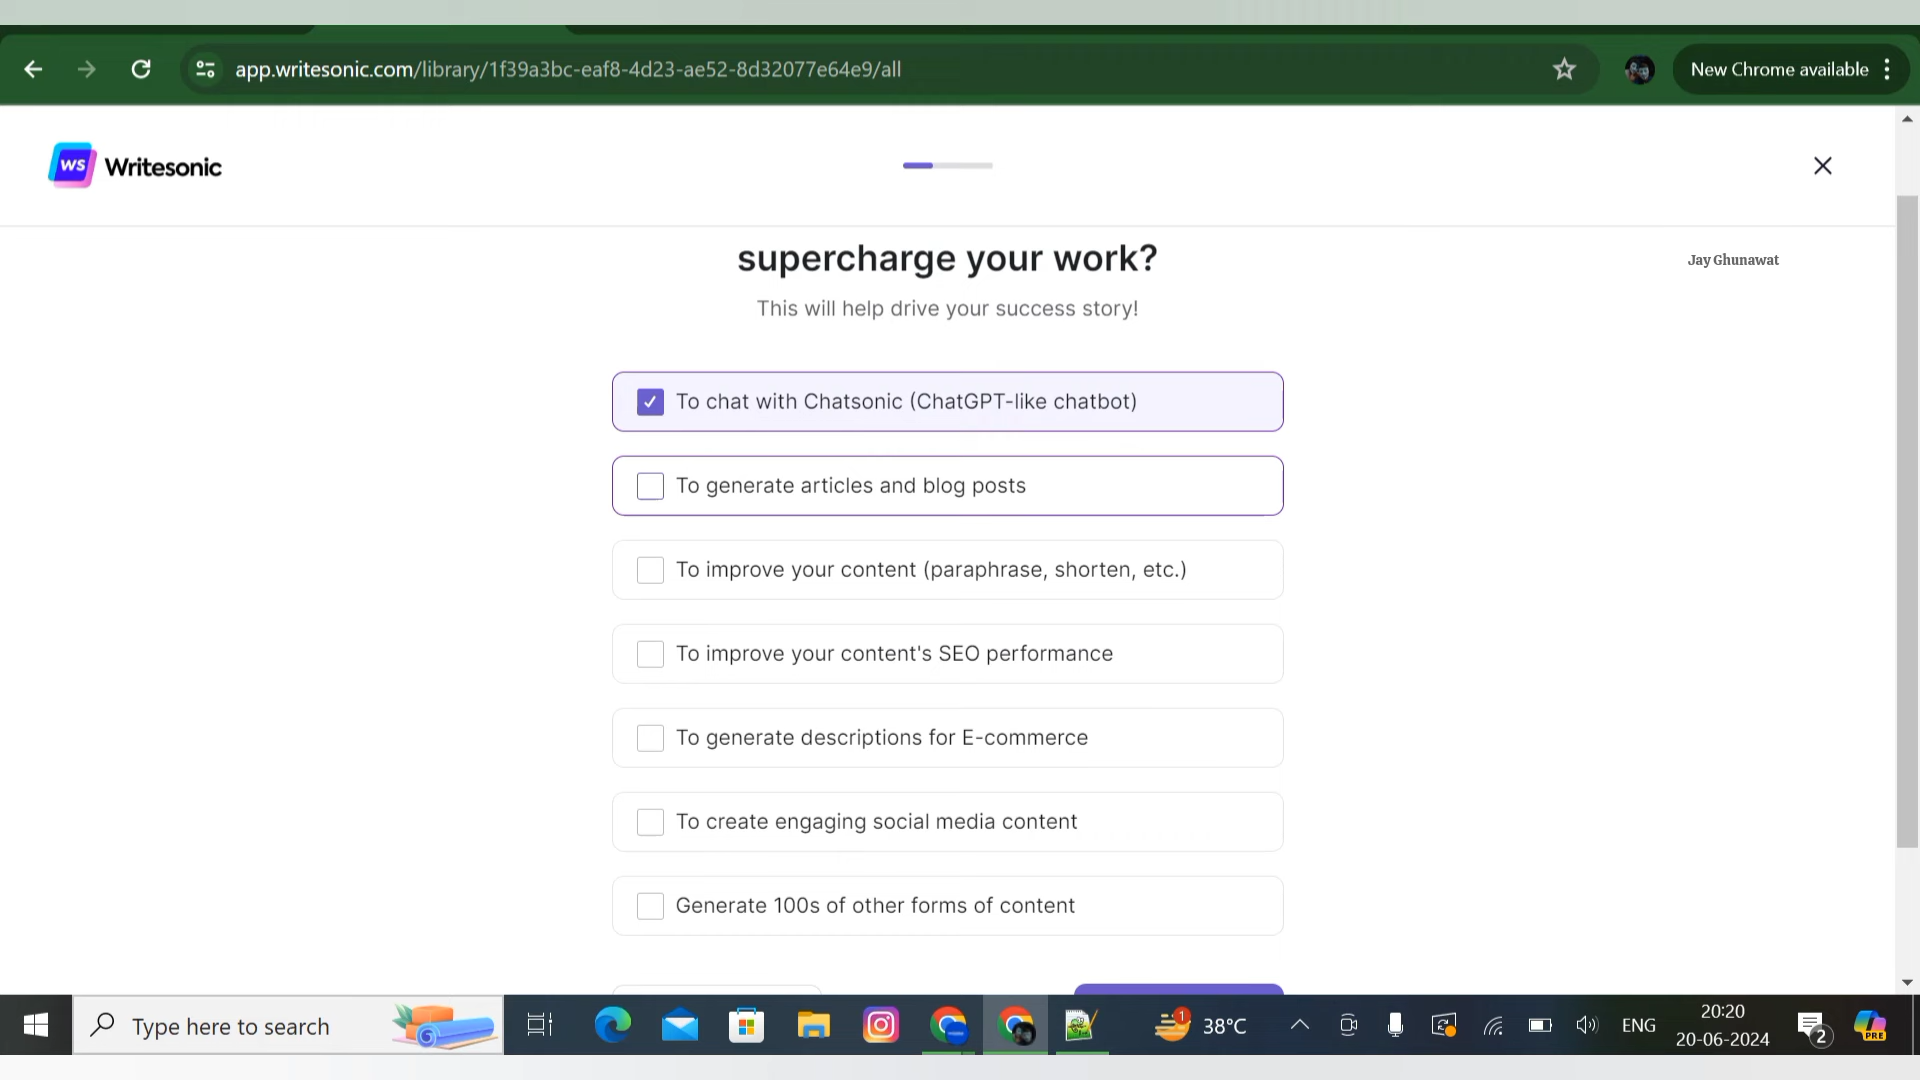 app.writesonic.com/library/1f39a3bc-eaf8-4d23-ae52-8d32077e64e9/all
New Chrome available
WS Writesonic
supercharge your work?
Jay Ghunawat
This will help drive your success story!
To chat with Chatsonic (ChatGPT-like chatbot)
To generate articles and blog posts
To improve your content (paraphrase, shorten, etc.)
To improve your content's SEO performance
To generate descriptions for E-commerce
To create engaging social media content
Generate 100s of other forms of content
Type here to search
1
38°C
ENG
20:20
20-06-2024
2
PRE